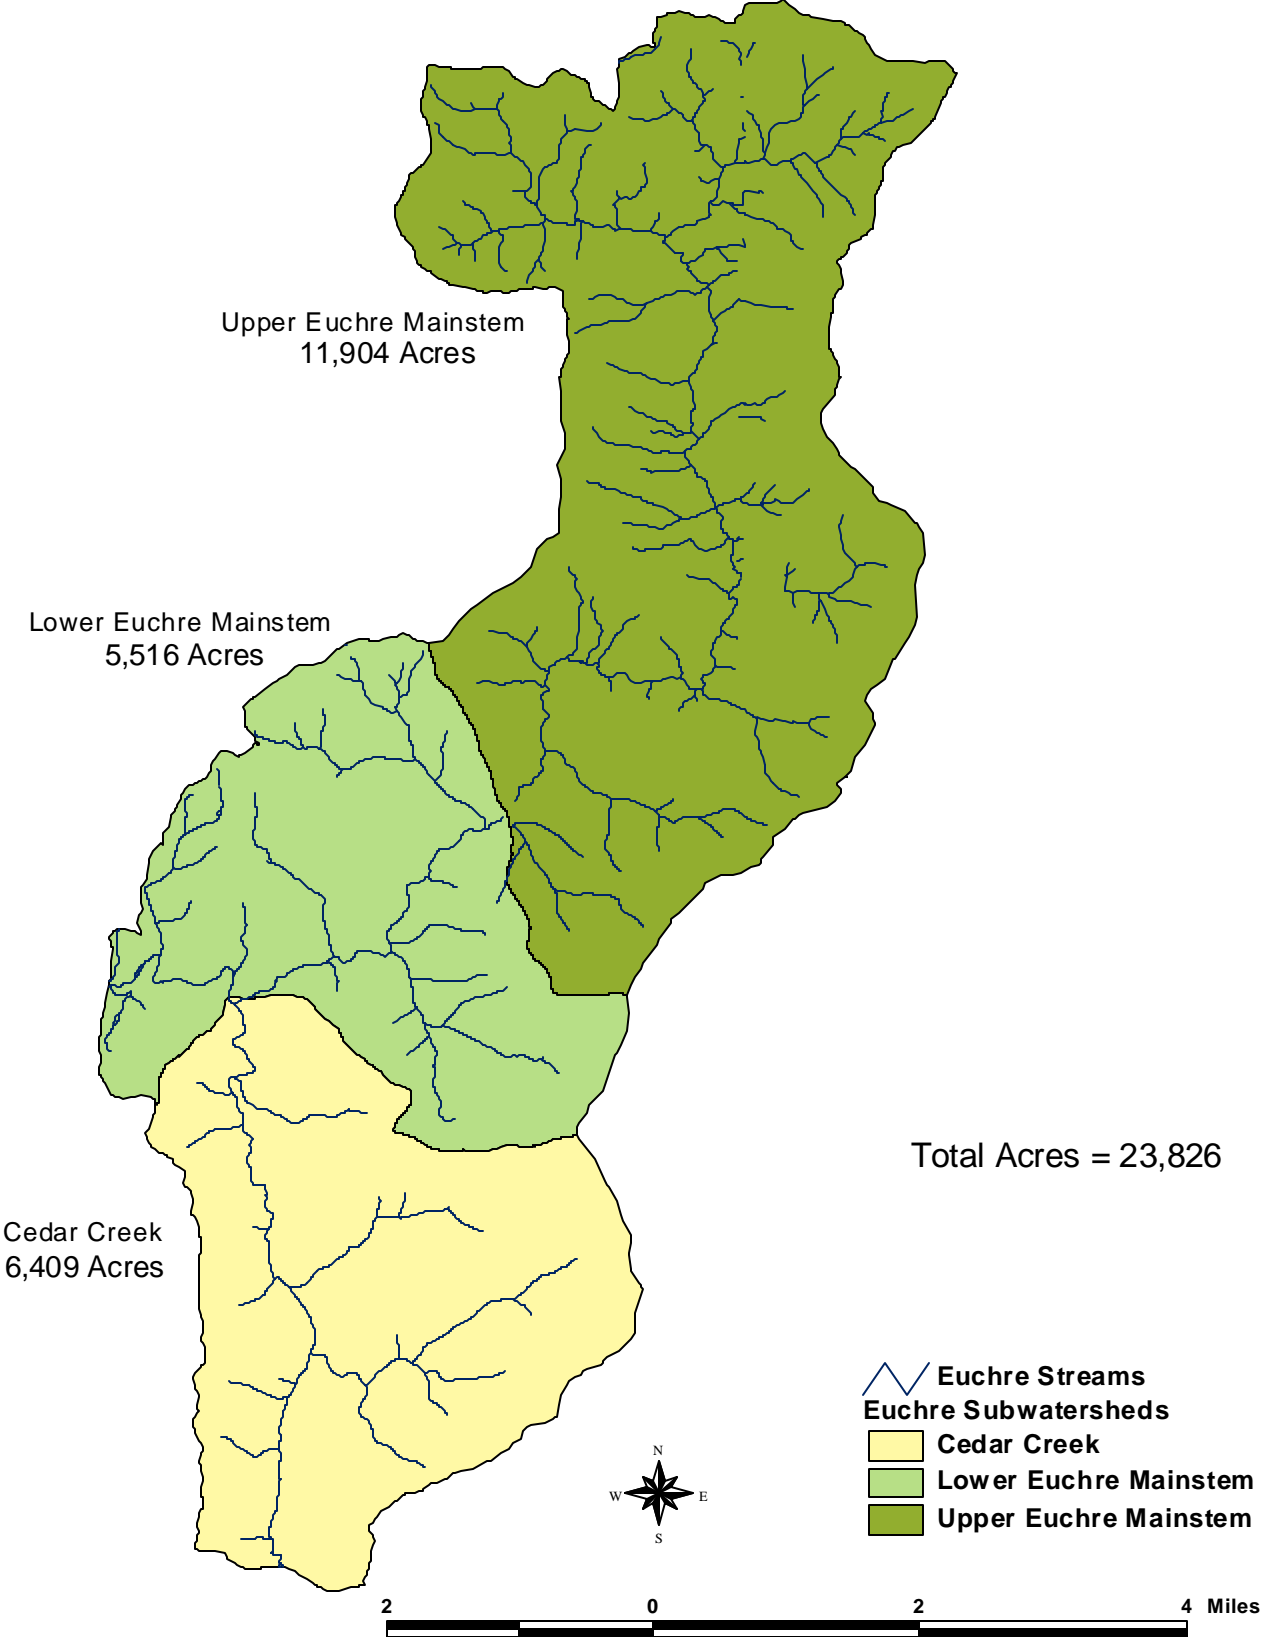 Upper Euchre Mainstem
11,904 Acres
Lower Euchre Mainstem
5,516 Acres
Total Acres = 23,826
Cedar Creek
6,409 Acres
Euchre Streams
Euchre Subwatersheds
Cedar Creek
Lower Euchre Mainstem
Upper Euchre Mainstem
N
W E
S
2 0 2 4 Miles